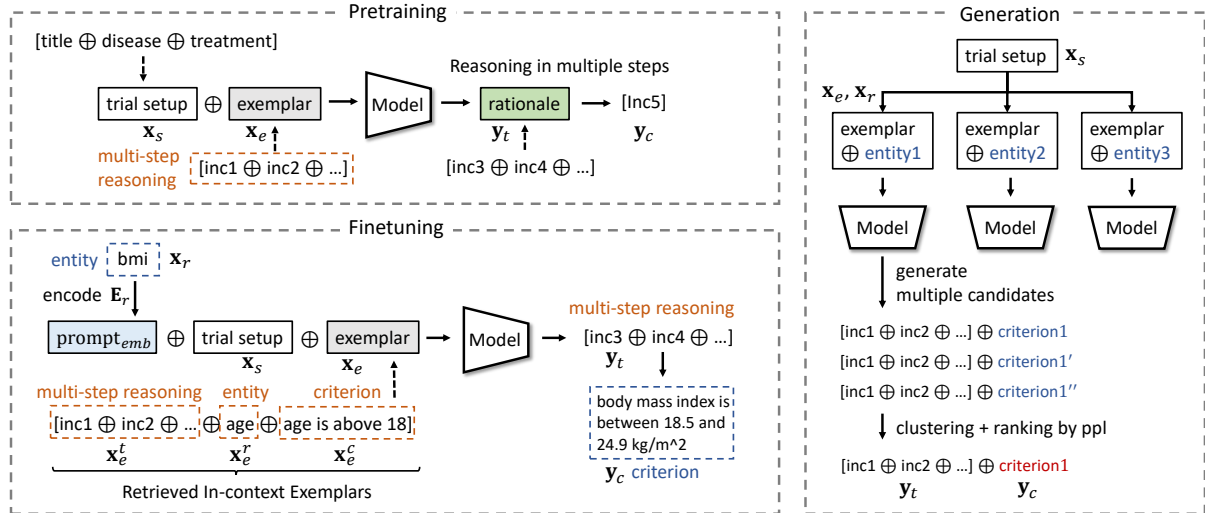 Pretraining
[title ⊕ disease ⊕ treatment]
trial setup ⊕ exemplar
x_s
x_e
multi-step
reasoning
[inc1 ⊕ inc2 ⊕ ...]
Model
Reasoning in multiple steps
rationale
[Inc5]
y_t
y_c
[inc3 ⊕ inc4 ⊕ ...]
Finetuning
entity bmi x_r
encode E_r
prompt_emb ⊕ trial setup ⊕ exemplar
x_s
x_e
multi-step reasoning entity criterion
[inc1 ⊕ inc2 ⊕ ... ⊕ age ⊕ age is above 18]
x_e^t x_e^r x_e^c
Retrieved In-context Exemplars
Model
multi-step reasoning
[inc3 ⊕ inc4 ⊕ ...]
y_t
body mass index is
between 18.5 and
24.9 kg/m^2
y_c criterion
Generation
trial setup x_s
x_e, x_r
exemplar
⊕ entity1
exemplar
⊕ entity2
exemplar
⊕ entity3
Model
Model
Model
generate
multiple candidates
[inc1 ⊕ inc2 ⊕ ...] ⊕ criterion1
[inc1 ⊕ inc2 ⊕ ...] ⊕ criterion1′
[inc1 ⊕ inc2 ⊕ ...] ⊕ criterion1′′
clustering + ranking by ppl
[inc1 ⊕ inc2 ⊕ ...] ⊕ criterion1
y_t y_c